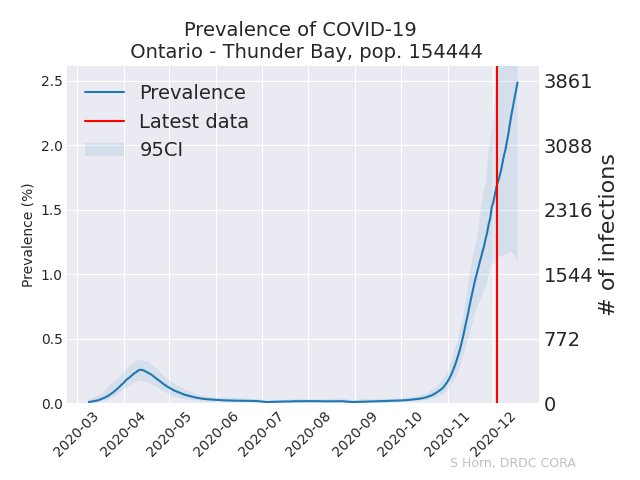 Prevalence of COVID-19
Ontario - Thunder Bay, pop. 154444
Prevalence
Latest data
95CI
Prevalence (%)
2.5
2.0
1.5
1.0
0.5
0.0
3861
3088
2316
1544
772
0
# of infections
2020-03
2020-04
2020-05
2020-06
2020-07
2020-08
2020-09
2020-10
2020-11
2020-12
S Horn, DRDC CORA